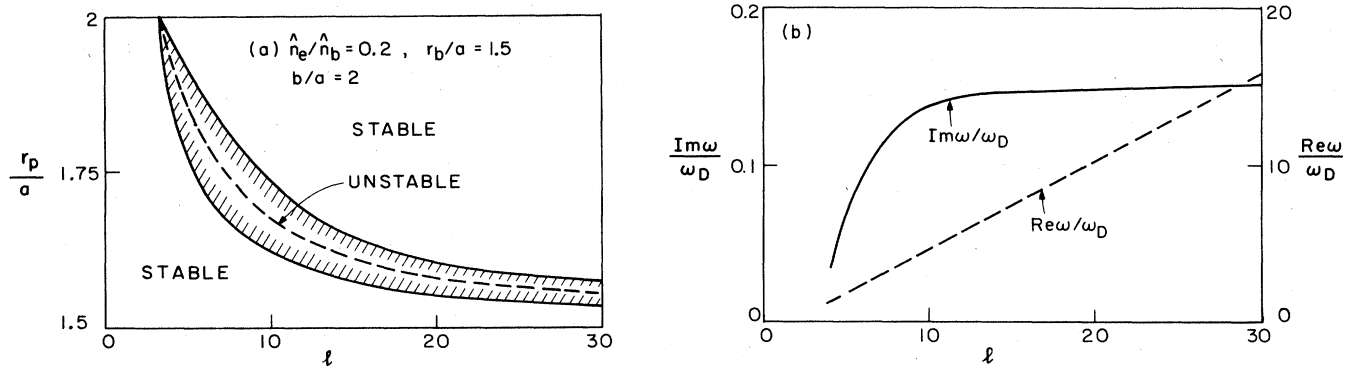 2
(a) n̂e/n̂b = 0.2 , rb/a = 1.5
b/a = 2
STABLE
rp/a
1.75
UNSTABLE
STABLE
1.5
0
10
20
30
ℓ
0.2
(b)
20
Imω/ωD
Imω/ωD
0.1
10
Reω/ωD
Reω/ωD
0
0
0
10
20
30
ℓ